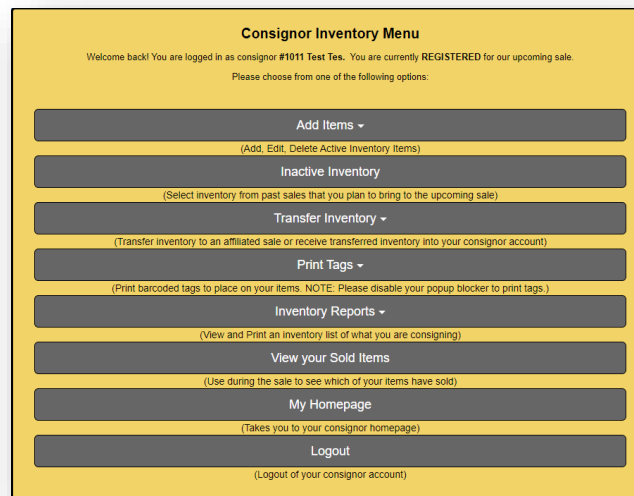 Consignor Inventory Menu
Welcome back! You are logged in as consignor #1011 Test Tes. You are currently REGISTERED for our upcoming sale.
Please choose from one of the following options:
Add Items
(Add, Edit, Delete Active Inventory Items)
Inactive Inventory
(Select inventory from past sales that you plan to bring to the upcoming sale)
Transfer Inventory
(Transfer inventory to an affiliated sale or receive transferred inventory into your consignor account)
Print Tags
(Print barcoded tags to place on your items. NOTE: Please disable your popup blocker to print tags.)
Inventory Reports
(View and Print an inventory list of what you are consigning)
View your Sold Items
(Use during the sale to see which of your items have sold)
My Homepage
(Takes you to your consignor homepage)
Logout
(Logout of your consignor account)